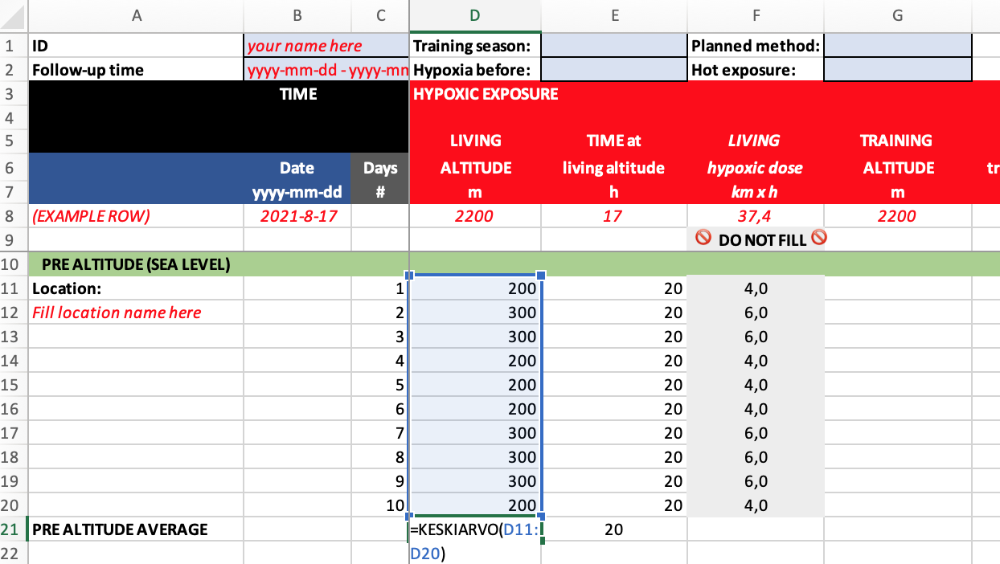 A B C D E F G
1 ID your name here Training season: Planned method:
2 Follow-up time yyyy-mm-dd - yyyy-mm Hypoxia before: Hot exposure:
3 TIME HYPOXIC EXPOSURE
4
5 LIVING TIME at LIVING TRAINING
6 Date Days ALTITUDE living altitude hypoxic dose ALTITUDE tr
7 yyyy-mm-dd # m h km x h m
8 (EXAMPLE ROW) 2021-8-17 2200 17 37,4 2200
9 DO NOT FILL
10 PRE ALTITUDE (SEA LEVEL)
11 Location: 1 200 20 4,0
12 Fill location name here 2 300 20 6,0
13 3 300 20 6,0
14 4 200 20 4,0
15 5 200 20 4,0
16 6 200 20 4,0
17 7 300 20 6,0
18 8 300 20 6,0
19 9 300 20 6,0
20 10 200 20 4,0
21 PRE ALTITUDE AVERAGE =KESKIARVO(D11: 20
22 D20)